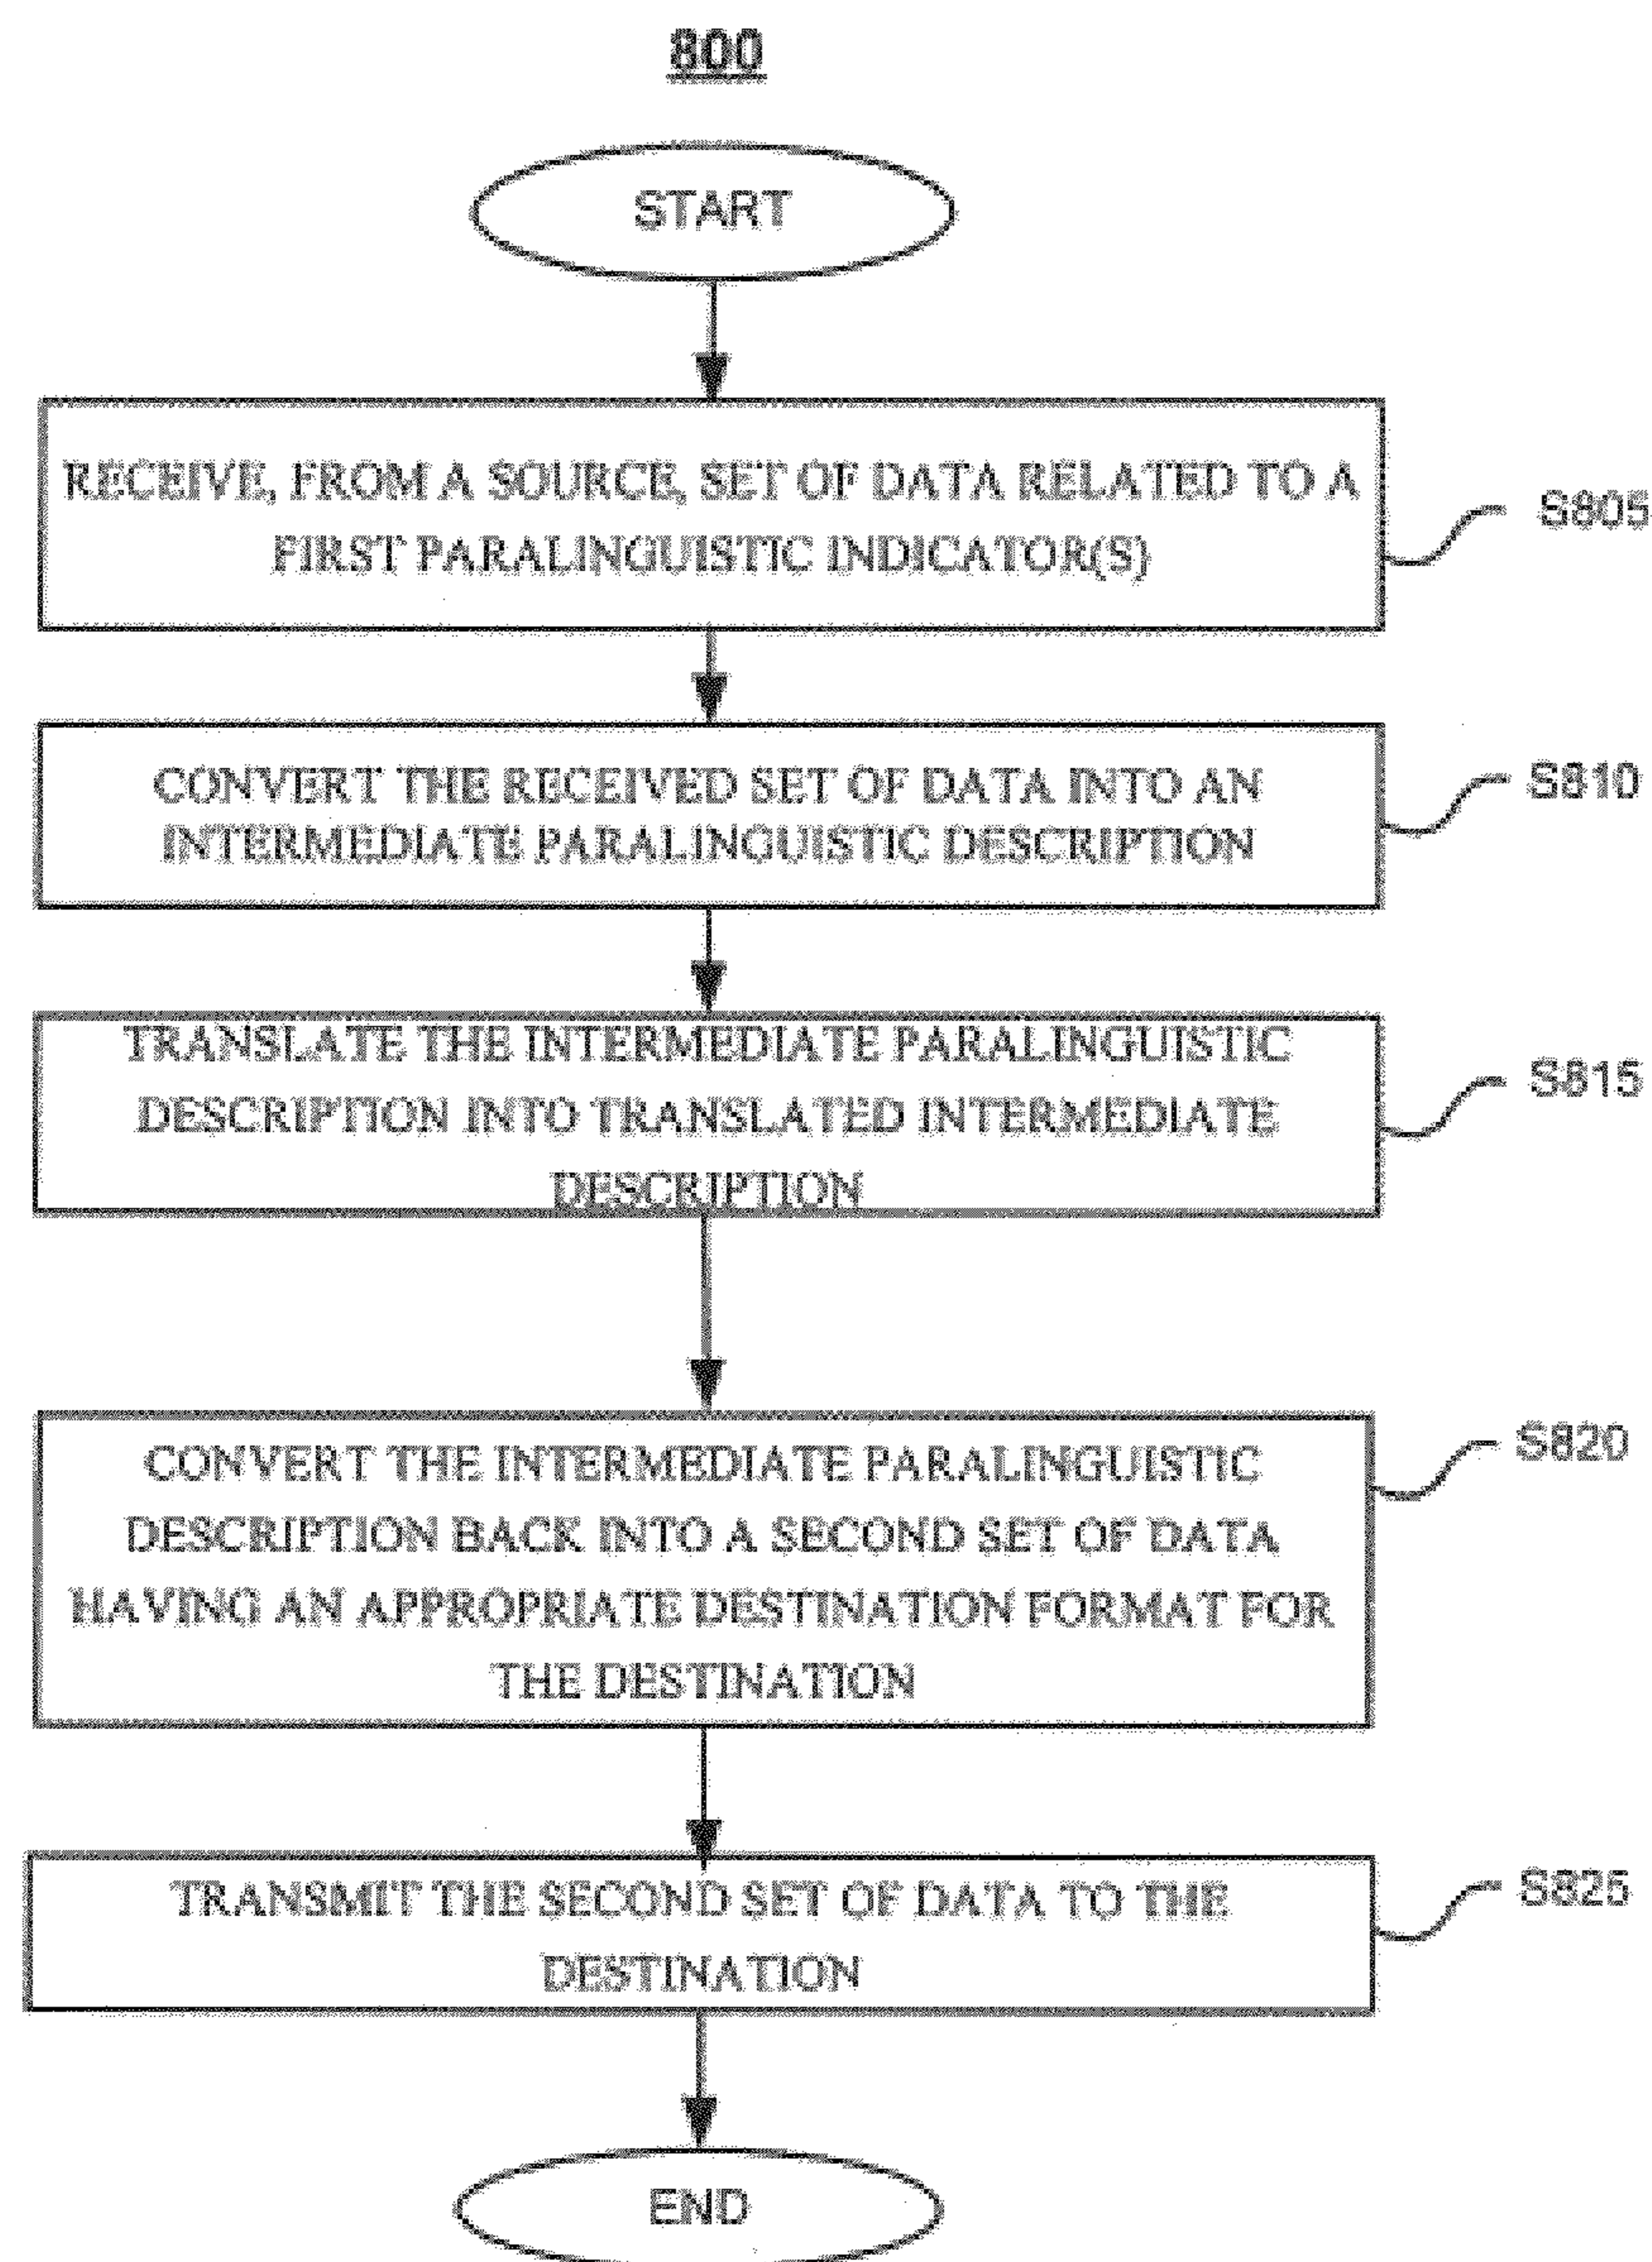 800
START
RECEIVE, FROM A SOURCE, SET OF DATA RELATED TO A
FIRST PARALINGUISTIC INDICATOR(S)
S805
CONVERT THE RECEIVED SET OF DATA INTO AN
INTERMEDIATE PARALINGUISTIC DESCRIPTION
S810
TRANSLATE THE INTERMEDIATE PARALINGUISTIC
DESCRIPTION INTO TRANSLATED INTERMEDIATE
DESCRIPTION
S815
CONVERT THE INTERMEDIATE PARALINGUISTIC
DESCRIPTION BACK INTO A SECOND SET OF DATA
HAVING AN APPROPRIATE DESTINATION FORMAT FOR
THE DESTINATION
S820
TRANSMIT THE SECOND SET OF DATA TO THE
DESTINATION
S825
END